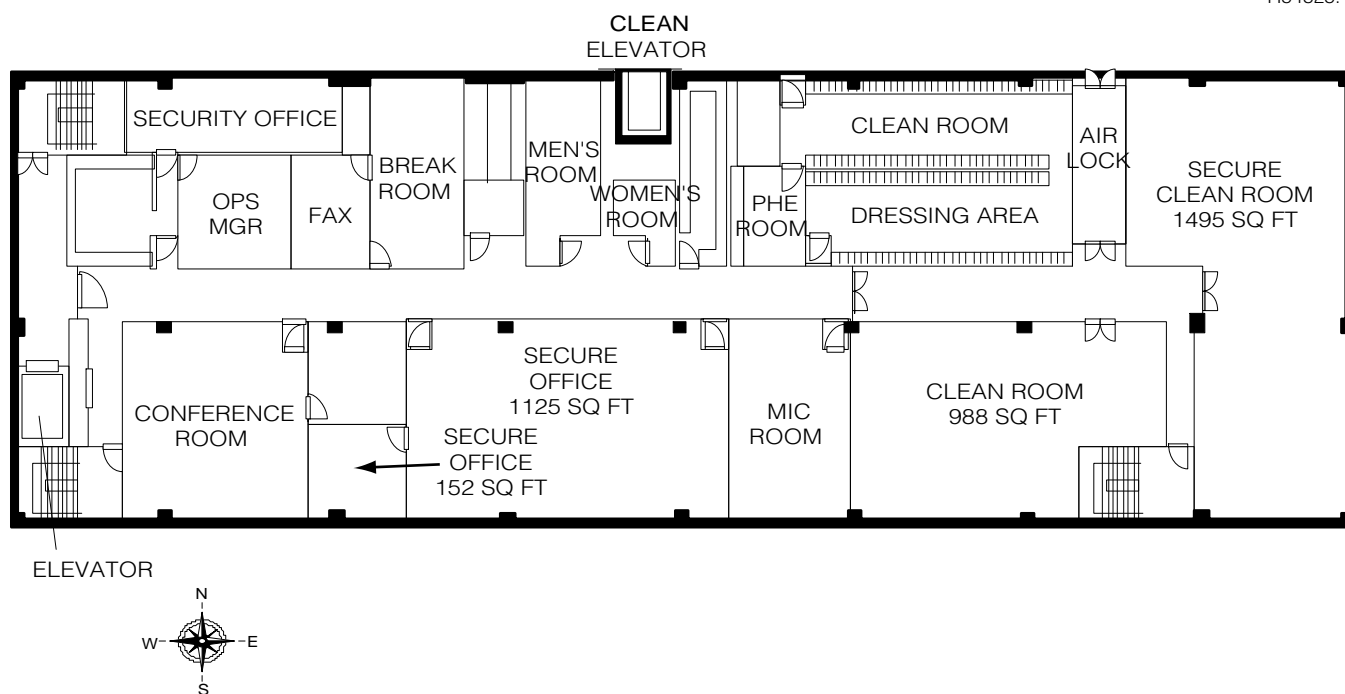 CLEAN
ELEVATOR
SECURITY OFFICE
CLEAN ROOM
AIR
LOCK
MEN'S
ROOM
BREAK
ROOM
SECURE
CLEAN ROOM
1495 SQ FT
OPS
MGR
FAX
WOMEN'S
ROOM
PHE
ROOM
DRESSING AREA
SECURE
OFFICE
1125 SQ FT
CONFERENCE
ROOM
MIC
ROOM
CLEAN ROOM
988 SQ FT
SECURE
OFFICE
152 SQ FT
ELEVATOR
N
W
E
S